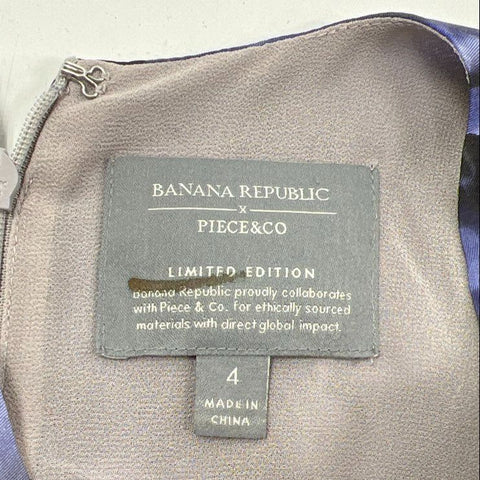 BANANA REPUBLIC
x
PIECE&CO
LIMITED EDITION
Banana Republic proudly collaborates
with Piece & Co. for ethically sourced
materials with direct global impact.
4
MADE IN
CHINA